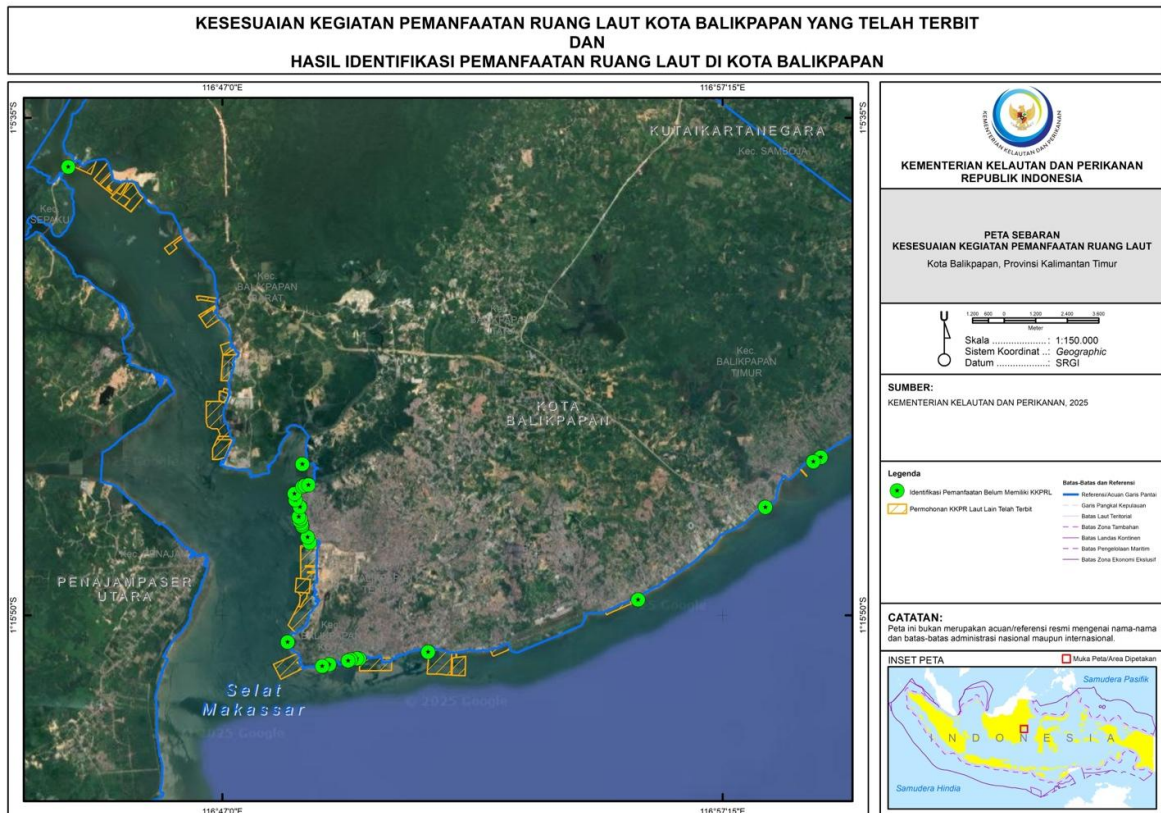 KESESUAIAN KEGIATAN PEMANFAATAN RUANG LAUT KOTA BALIKPAPAN YANG TELAH TERBIT
DAN
HASIL IDENTIFIKASI PEMANFAATAN RUANG LAUT DI KOTA BALIKPAPAN
116°47'0"E
116°57'15"E
1°5'35"S
1°5'35"S
KUTAIKARTANEGARA
Kec. SAMBOJA
Kec.
SEPAKU
Kec.
BALIKPAPAN
BARAT
Kec.
BALIKPAPAN
TIMUR
KOTA
BALIKPAPAN
PENAJAMPASER
UTARA
1°15'50"S
1°15'50"S
Selat
Makassar
© 2025 Google
2025 Google
116°47'0"E
116°57'15"E
KEMENTERIAN KELAUTAN DAN PERIKANAN
KEMENTERIAN KELAUTAN DAN PERIKANAN
REPUBLIK INDONESIA
PETA SEBARAN
KESESUAIAN KEGIATAN PEMANFAATAN RUANG LAUT
Kota Balikpapan, Provinsi Kalimantan Timur
U
1.200 600 0 1.200 2.400 3.600
Meter
Skala ....................: 1:150.000
Sistem Koordinat ..: Geographic
Datum ...................: SRGI
SUMBER:
KEMENTERIAN KELAUTAN DAN PERIKANAN, 2025
Legenda
Identifikasi Pemanfaatan Belum Memiliki KKPRL
Permohonan KKPR Laut Lain Telah Terbit
Batas-Batas dan Referensi
Referensi/Acuan Garis Pantai
Garis Pangkal Kepulauan
Batas Laut Teritorial
Batas Zona Tambahan
Batas Landas Kontinen
Batas Pengelolaan Maritim
Batas Zona Ekonomi Eksklusif
CATATAN:
Peta ini bukan merupakan acuan/referensi resmi mengenai nama-nama
dan batas-batas administrasi nasional maupun internasional.
INSET PETA
Muka Peta/Area Dipetakan
Samudera Pasifik
INDONESIA
Samudera Hindia